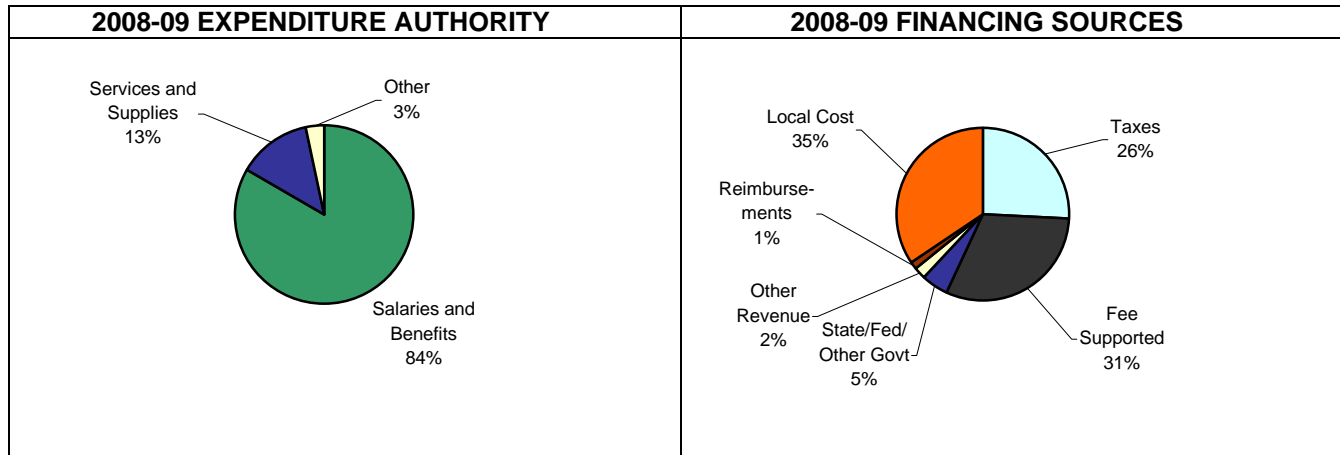 2008-09 EXPENDITURE AUTHORITY
Services and
Supplies
13%
Other
3%
Salaries and
Benefits
84%
2008-09 FINANCING SOURCES
Local Cost
35%
Taxes
26%
Reimburse-
ments
1%
Other
Revenue
2%
State/Fed/
Other Govt
5%
Fee
Supported
31%